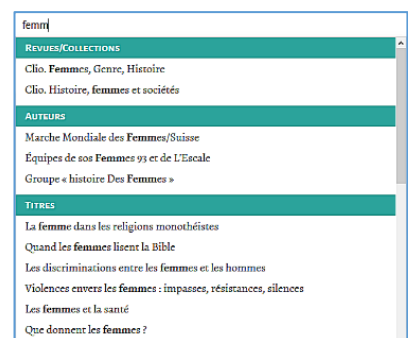 femm
Revues/Collections
Clio. Femmes, Genre, Histoire
Clio. Histoire, femmes et sociétés
Auteurs
Marche Mondiale des Femmes/Suisse
Équipes de sos Femmes 93 et de L'Escale
Groupe « histoire Des Femmes »
Titres
La femme dans les religions monothéistes
Quand les femmes lisent la Bible
Les discriminations entre les femmes et les hommes
Violences envers les femmes : impasses, résistances, silences
Les femmes et la santé
Que donnent les femmes ?